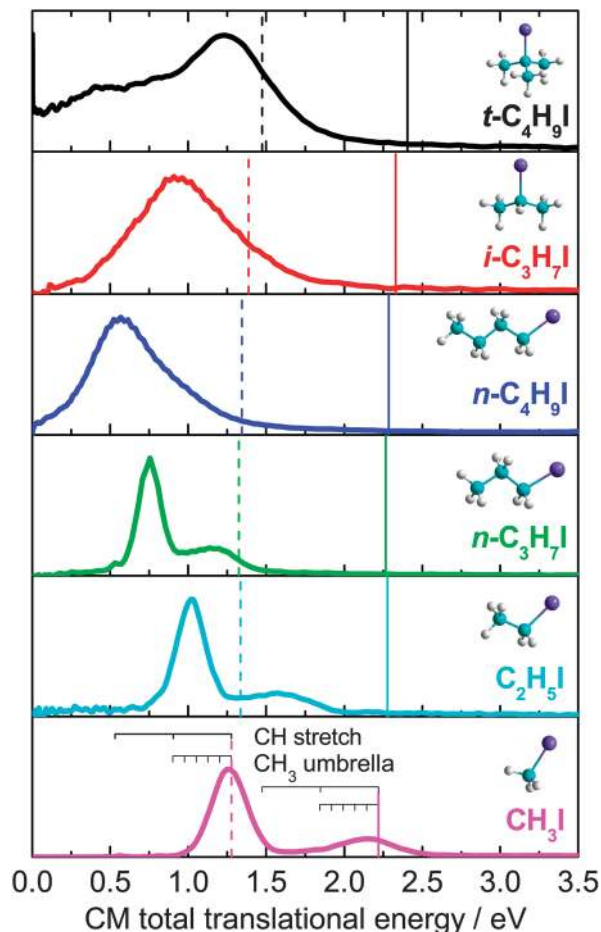 t-C₄H₉I
i-C₃H₇I
n-C₄H₉I
n-C₃H₇I
C₂H₅I
CH stretch
CH₃ umbrella
CH₃I
0.0 0.5 1.0 1.5 2.0 2.5 3.0 3.5
CM total translational energy / eV